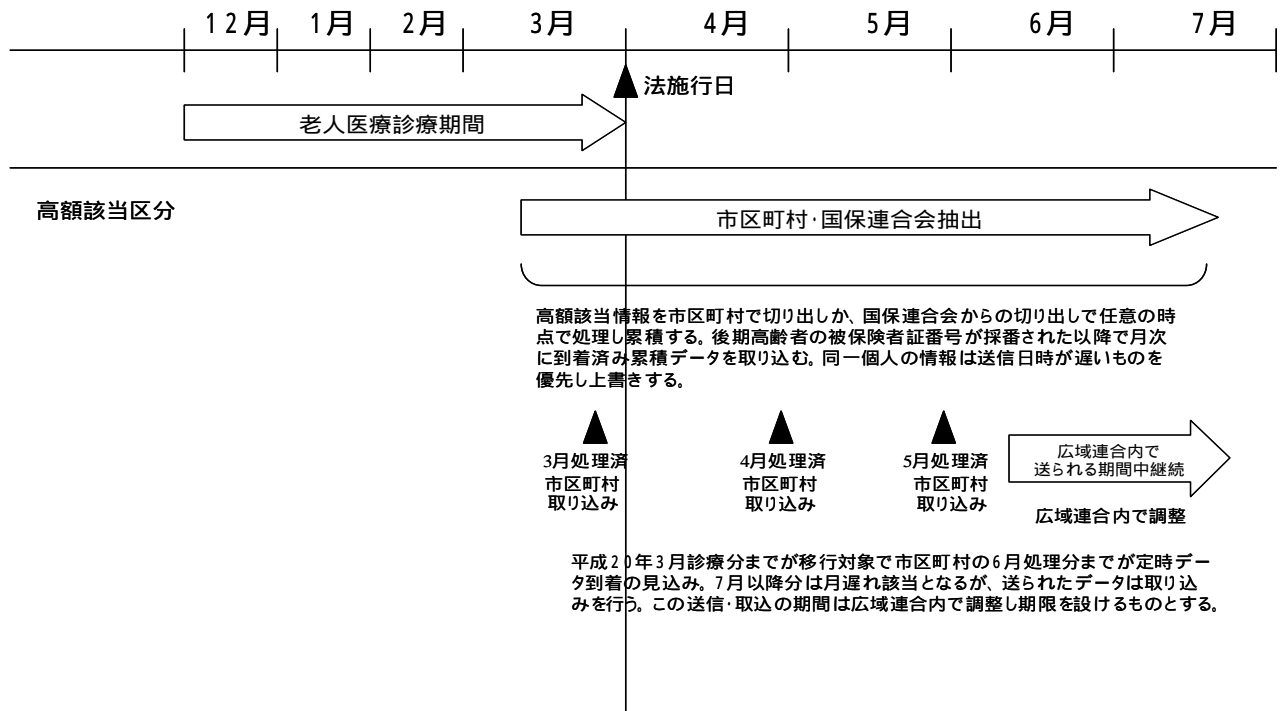 12月 1月 2月 3月 4月 5月 6月 7月
法施行日
老人医療診療期間
高額該当区分
市区町村･国保連合会抽出
高額該当情報を市区町村で切り出しか、国保連合会からの切り出しで任意の時
点で処理し累積する。後期高齢者の被保険者証番号が採番された以降で月次
に到着済み累積データを取り込む。同一個人の情報は送信日時が遅いものを
優先し上書きする。
3月処理済
市区町村
取り込み
4月処理済
市区町村
取り込み
5月処理済
市区町村
取り込み
広域連合内で
送られる期間中継続
広域連合内で調整
平成20年3月診療分までが移行対象で市区町村の6月処理分までが定時デー
タ到着の見込み。7月以降分は月遅れ該当となるが、送られたデータは取り込
みを行う。この送信･取込の期間は広域連合内で調整し期限を設けるものとする。